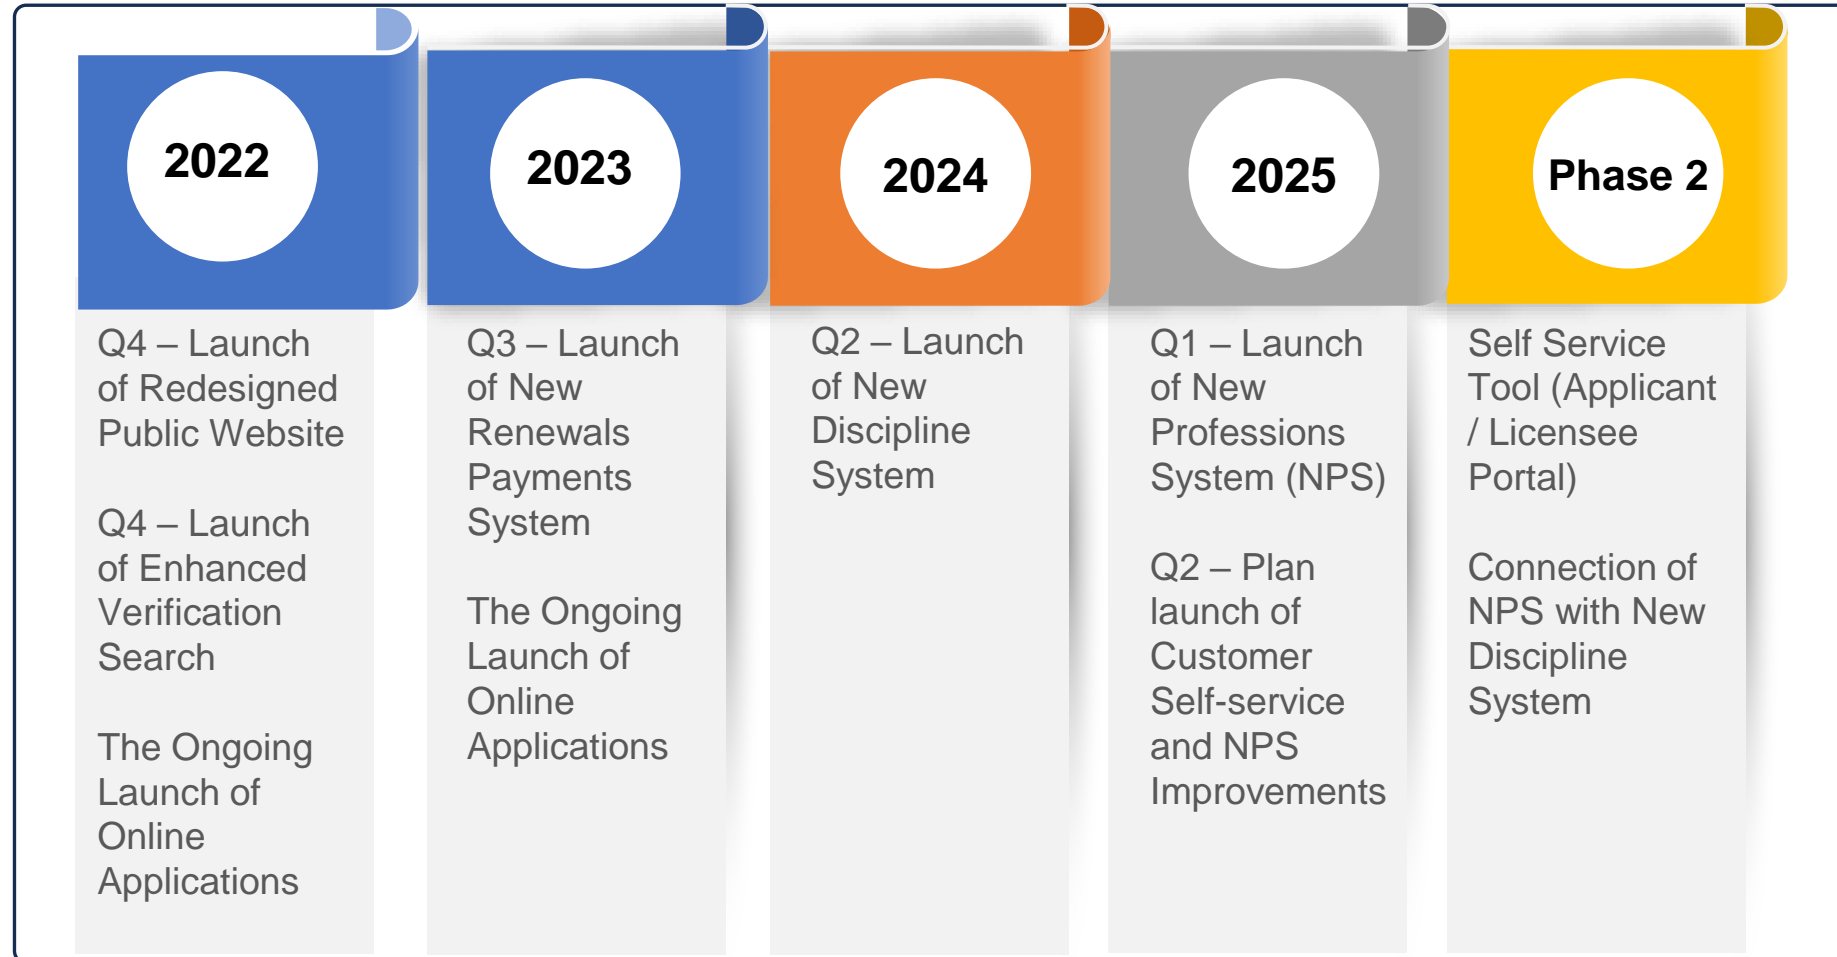 2022
Q4 – Launch
of Redesigned
Public Website
Q4 – Launch
of Enhanced
Verification
Search
The Ongoing
Launch of
Online
Applications
2023
Q3 – Launch
of New
Renewals
Payments
System
The Ongoing
Launch of
Online
Applications
2024
Q2 – Launch
of New
Discipline
System
2025
Q1 – Launch
of New
Professions
System (NPS)
Q2 – Plan
launch of
Customer
Self-service
and NPS
Improvements
Phase 2
Self Service
Tool (Applicant
/ Licensee
Portal)
Connection of
NPS with New
Discipline
System